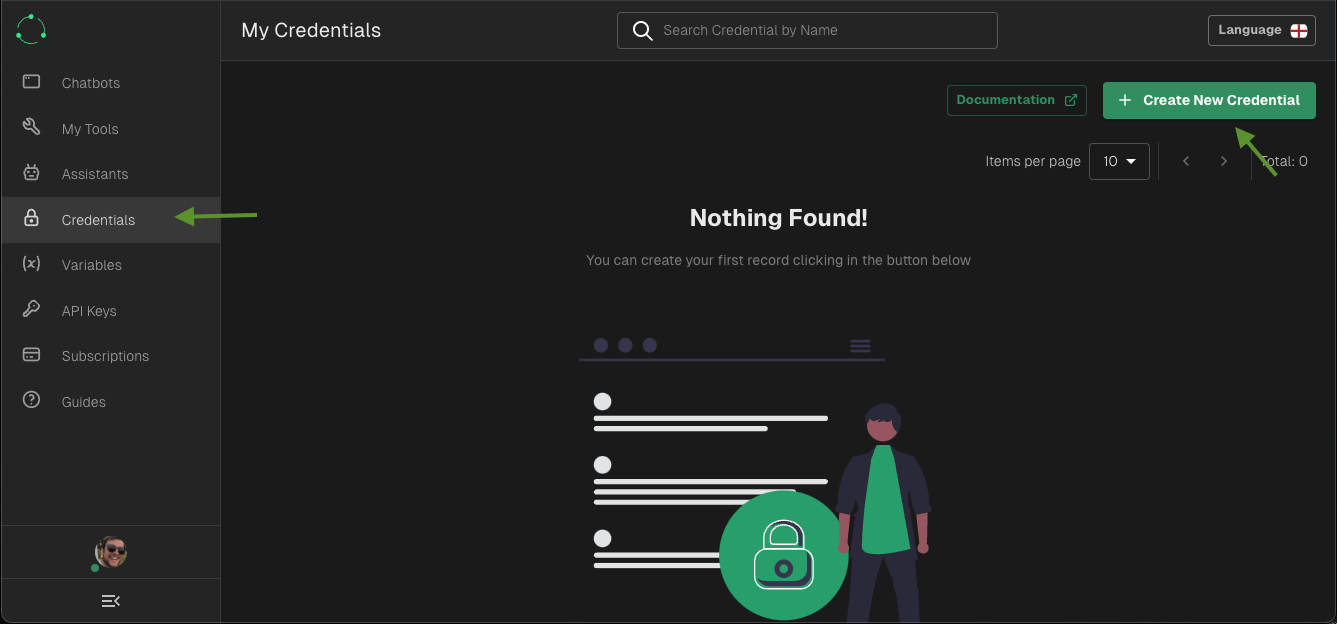 My Credentials
Search Credential by Name
Language
Chatbots
My Tools
Assistants
Credentials
Variables
API Keys
Subscriptions
Guides
Documentation
+ Create New Credential
Items per page 10
Total: 0
Nothing Found!
You can create your first record clicking in the button below